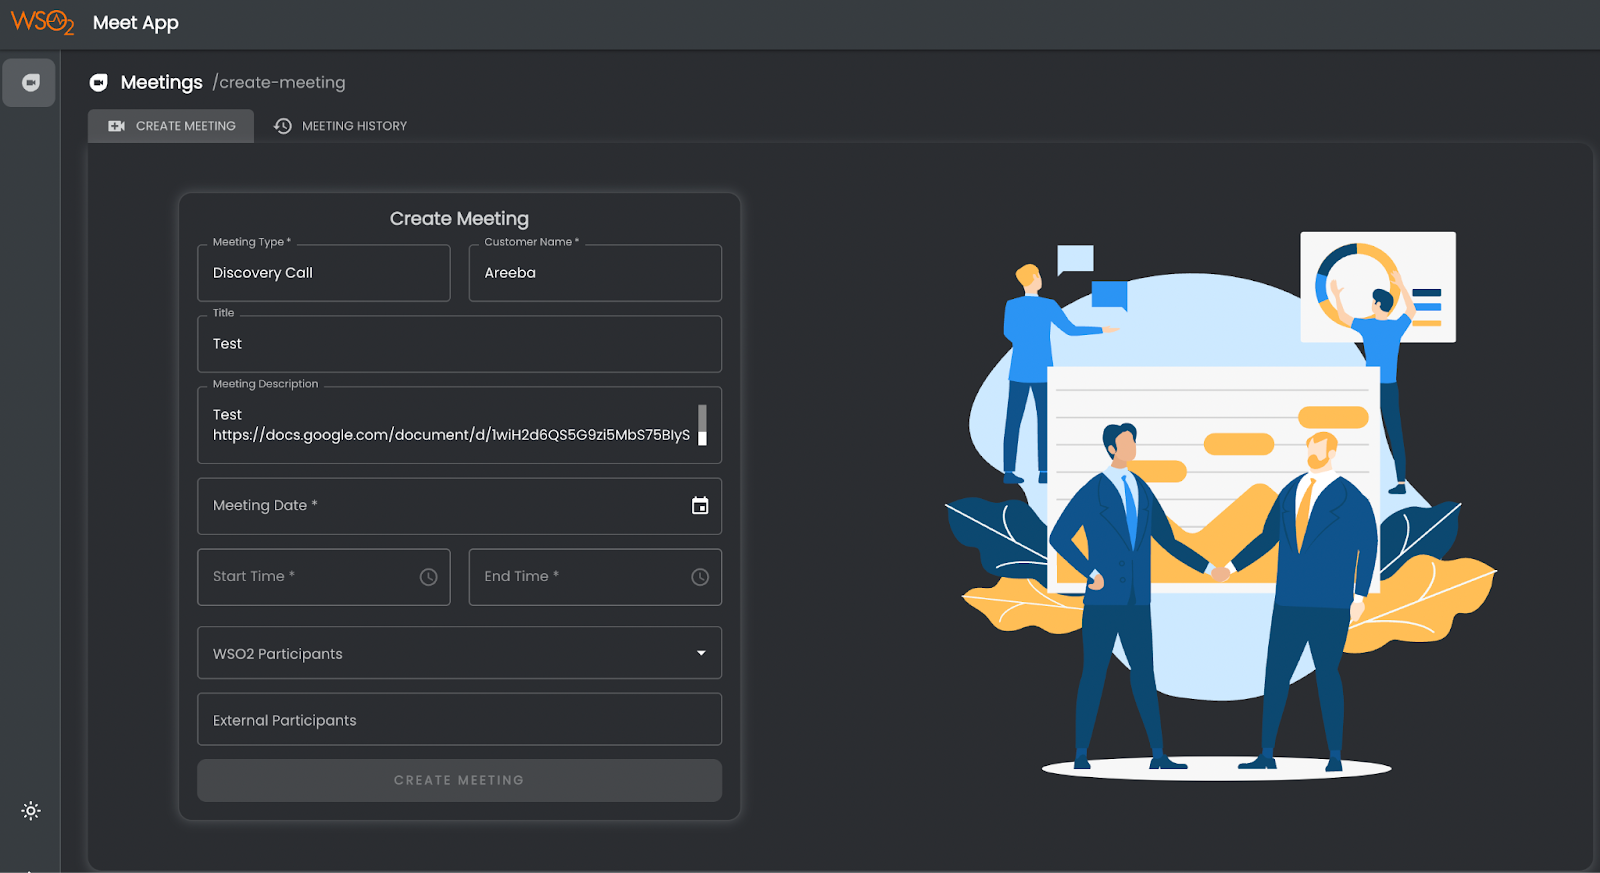 WSO2 Meet App
Meetings /create-meeting
CREATE MEETING MEETING HISTORY
Create Meeting
Meeting Type * Customer Name *
Discovery Call Areeba
Title
Test
Meeting Description
Test
https://docs.google.com/document/d/1wiH2d6QS5G9zi5MbS75BIyS
Meeting Date *
Start Time * End Time *
WSO2 Participants
External Participants
CREATE MEETING